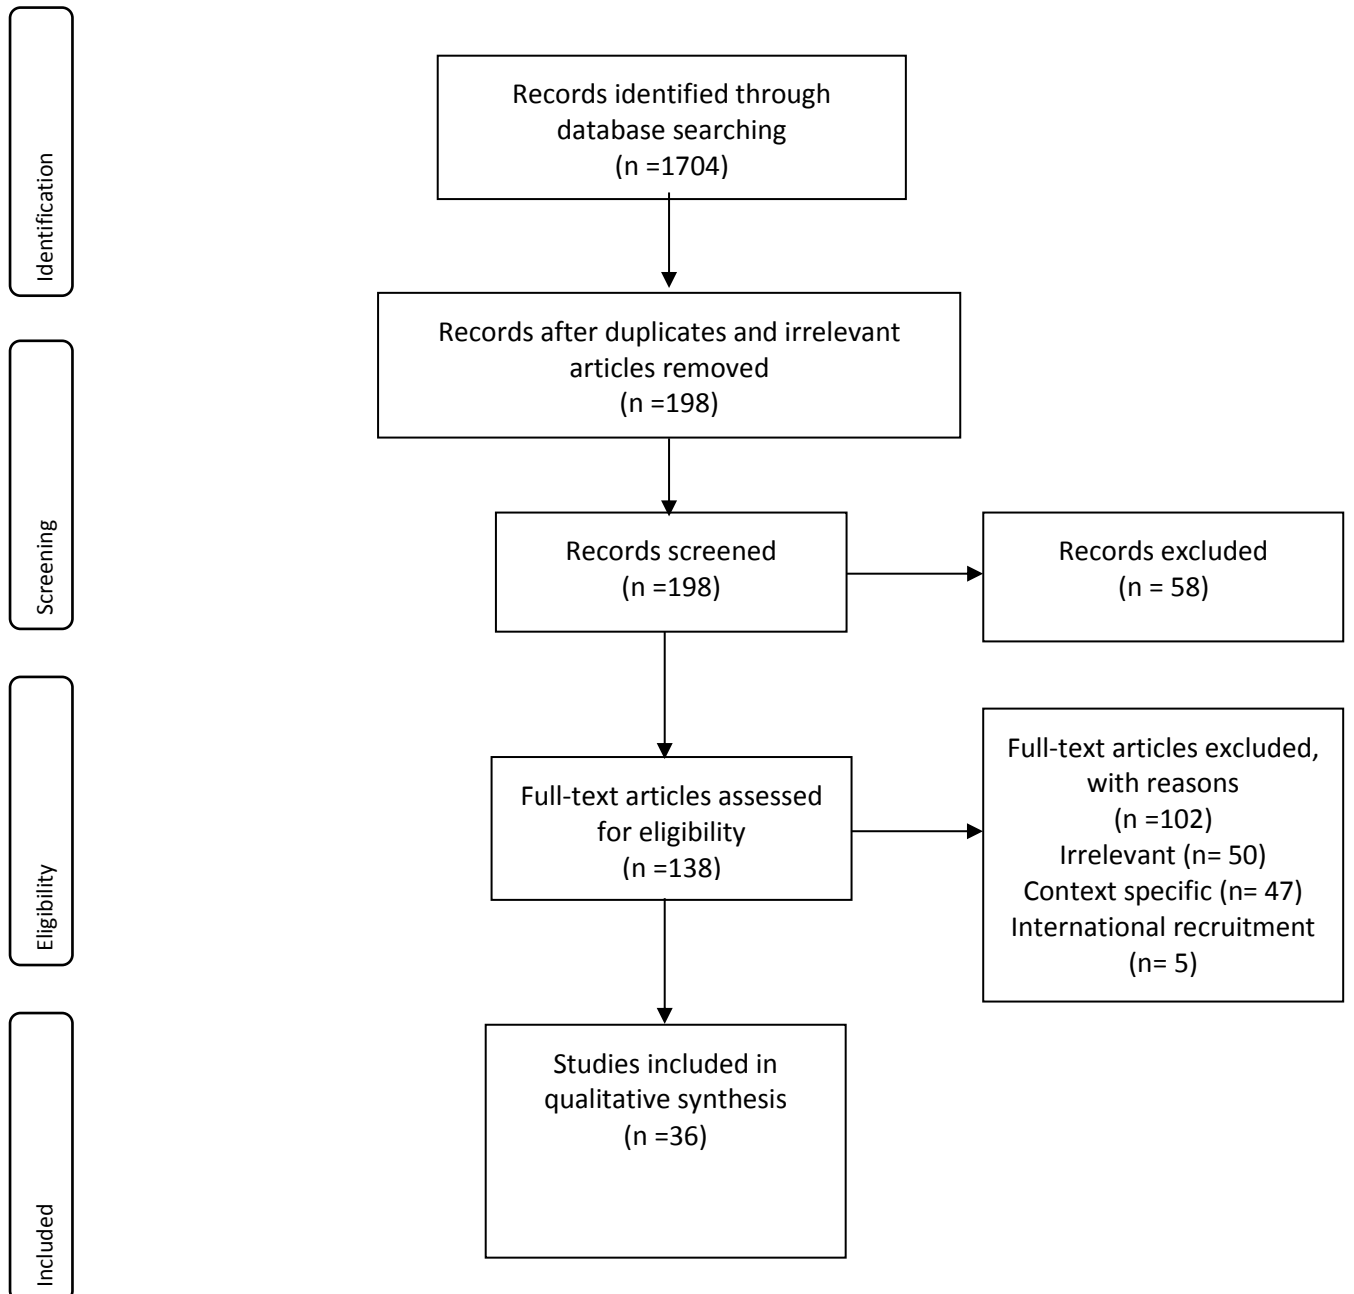 Identification
Records identified through
database searching
(n =1704)
Records after duplicates and irrelevant
articles removed
(n =198)
Screening
Records screened
(n =198)
Records excluded
(n = 58)
Eligibility
Full-text articles assessed
for eligibility
(n =138)
Full-text articles excluded,
with reasons
(n =102)
Irrelevant (n= 50)
Context specific (n= 47)
International recruitment
(n= 5)
Included
Studies included in
qualitative synthesis
(n =36)